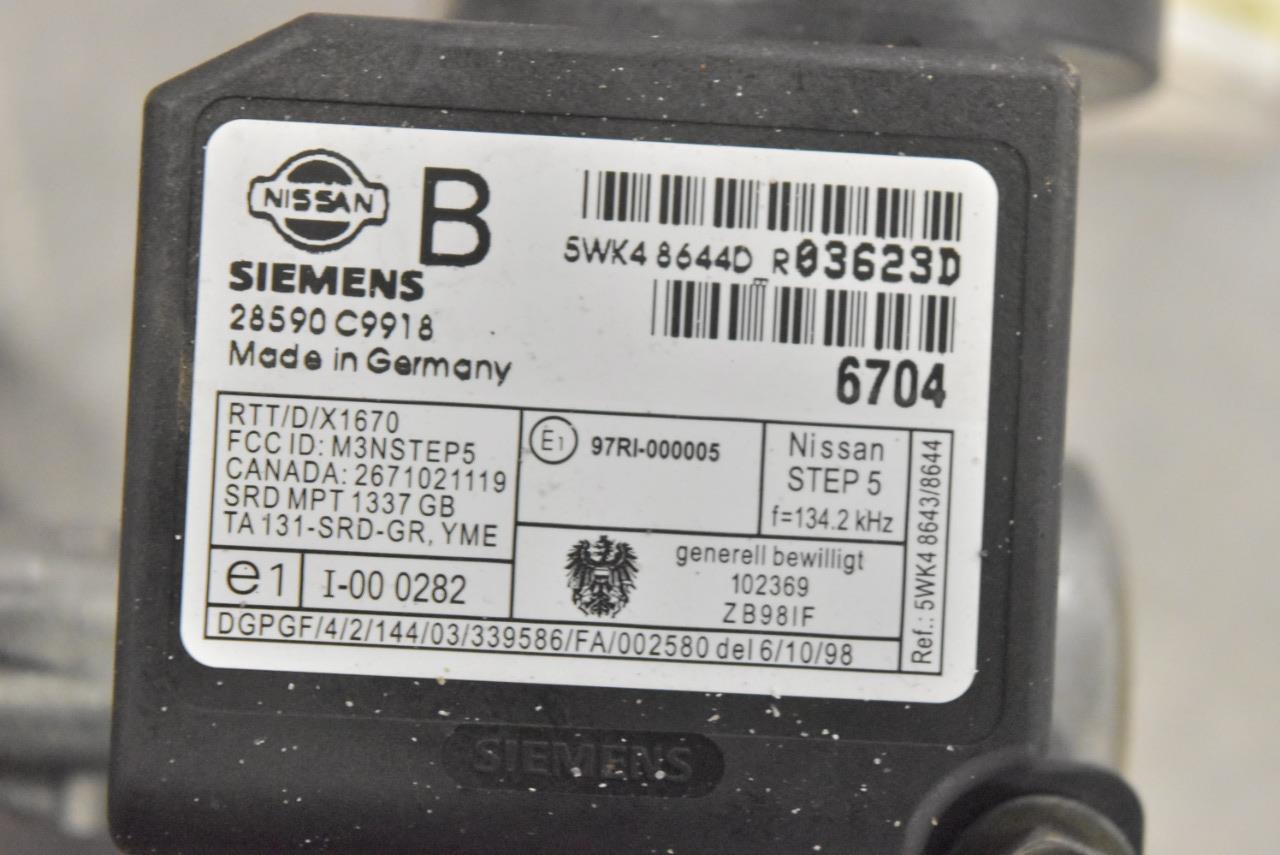 NISSAN
B
SIEMENS
28590 C9918
Made in Germany
5WK4 8644D R03623D
6704
RTT/D/X1670
FCC ID: M3NSTEP5
CANADA: 2671021119
SRD MPT 1337 GB
TA 131-SRD-GR, YME
E1 97RI-000005
Nissan
STEP 5
f=134.2 kHz
e1 I-00 0282
generell bewilligt
102369
ZB98IF
DGPGF/4/2/144/03/339586/FA/002580 del 6/10/98
Ref.: 5WK4 8643/8644
SIEMENS